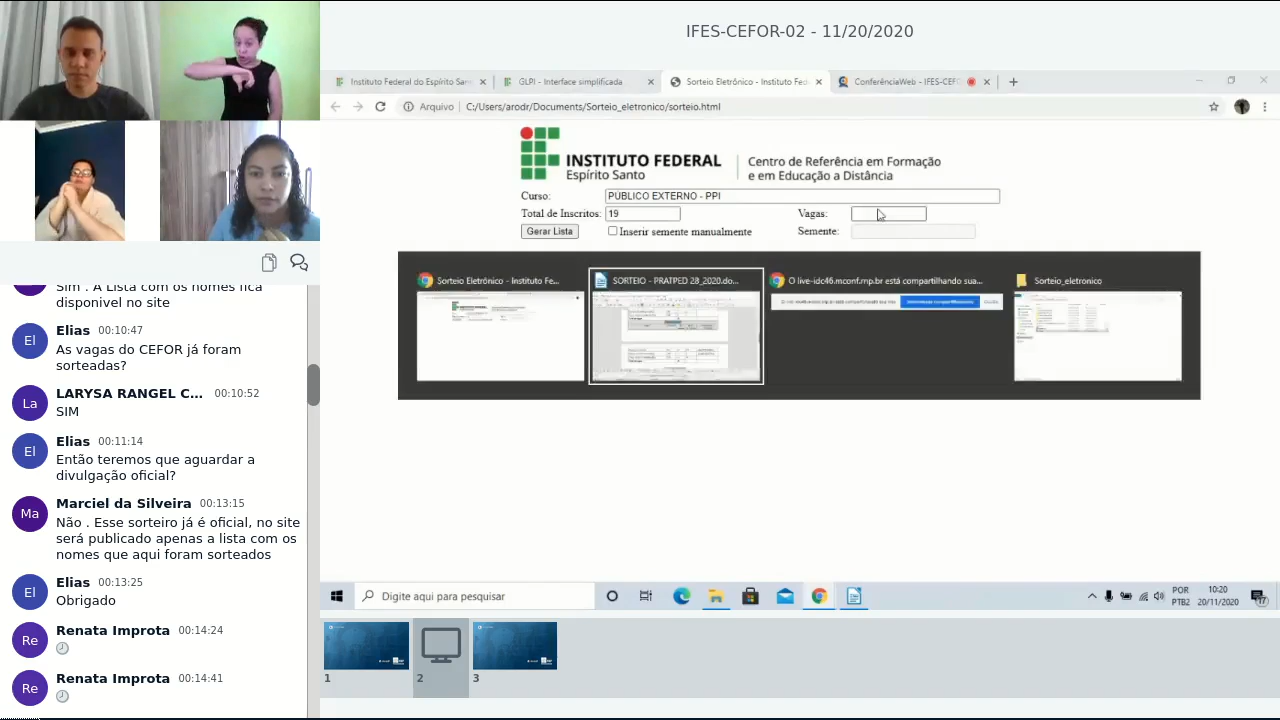 IFES-CEFOR-02 - 11/20/2020
Instituto Federal do Espírito San
GLPI - Interface simplificada
Sorteio Eletrônico - Instituto Fed
ConferênciaWeb - IFES-CEF
Arquivo
C:/Users/arodr/Documents/Sorteio_eletronico/sorteio.html
INSTITUTO FEDERAL
Espírito Santo
Centro de Referência em Formação
e em Educação a Distância
Curso: PÚBLICO EXTERNO - PPI
Total de Inscritos: 19 Vagas:
Gerar Lista Inserir semente manualmente Semente:
Sorteio Eletrônico - Instituto Fe...
SORTEIO - PRATPED 28_2020.do...
O live-idc46.mconf.rnp.br está compartilhando sua...
Sorteio_eletronico
Sim . A Lista com os nomes fica
disponivel no site
El
Elias 00:10:47
As vagas do CEFOR já foram
sorteadas?
La
LARYSA RANGEL C... 00:10:52
SIM
El
Elias 00:11:14
Então teremos que aguardar a
divulgação oficial?
Ma
Marciel da Silveira 00:13:15
Não . Esse sorteiro já é oficial, no site
será publicado apenas a lista com os
nomes que aqui foram sorteados
El
Elias 00:13:25
Obrigado
Re
Renata Improta 00:14:24
Re
Renata Improta 00:14:41
Digite aqui para pesquisar
POR
PTB2
10:20
20/11/2020
17
1
2
3